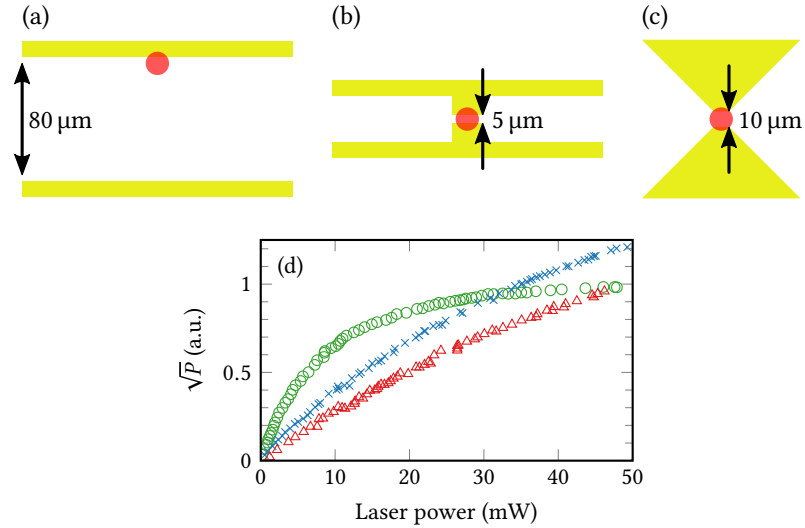 (a)
(b)
(c)
80 μm
5 μm
10 μm
(d)
1
0.5
0
√P (a.u.)
0
10
20
30
40
50
Laser power (mW)